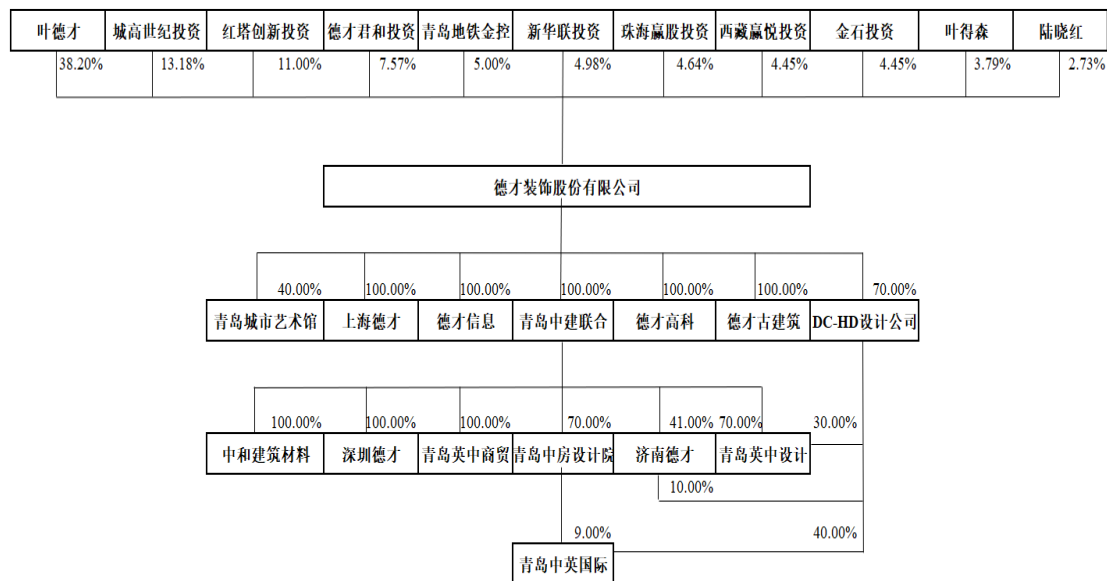 叶德才 城高世纪投资 红塔创新投资 德才君和投资 青岛地铁金控 新华联投资 珠海赢股投资 西藏赢悦投资 金石投资 叶得森 陆晓红
38.20% 13.18% 11.00% 7.57% 5.00% 4.98% 4.64% 4.45% 4.45% 3.79% 2.73%
德才装饰股份有限公司
40.00% 100.00% 100.00% 100.00% 100.00% 100.00% 70.00%
青岛城市艺术馆 上海德才 德才信息 青岛中建联合 德才高科 德才古建筑 DC-HD设计公司
100.00% 100.00% 100.00% 70.00% 41.00% 70.00% 30.00%
中和建筑材料 深圳德才 青岛英中商贸 青岛中房设计院 济南德才 青岛英中设计
10.00%
9.00% 40.00%
青岛中英国际